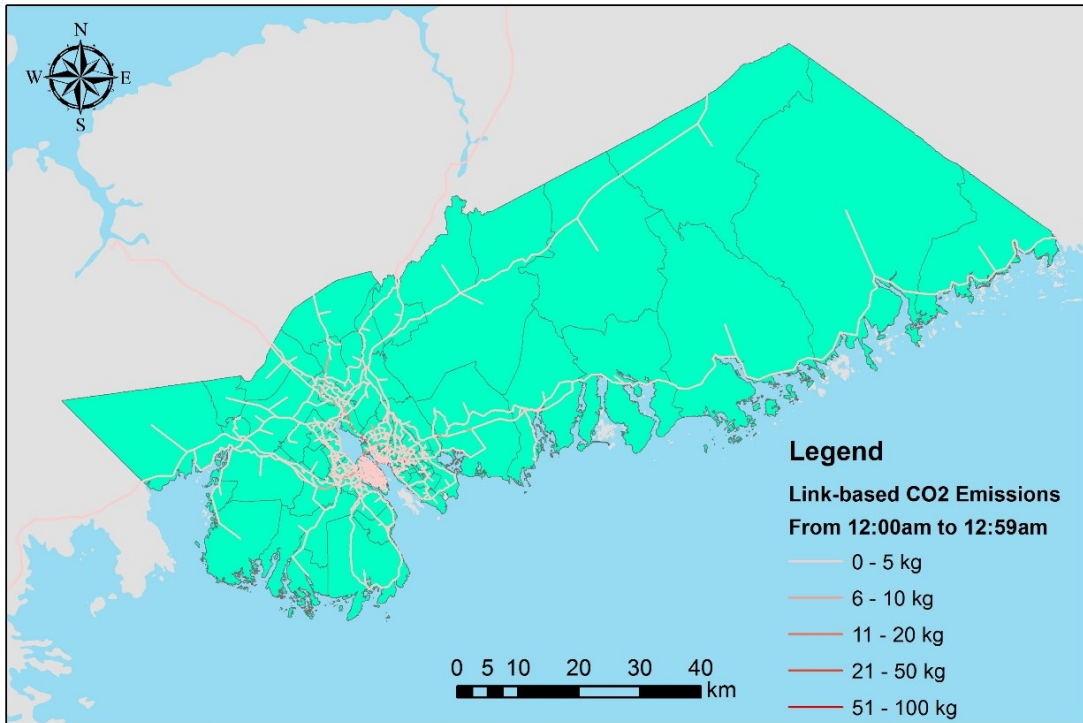 N
W E
S
Legend
Link-based CO2 Emissions
From 12:00am to 12:59am
0 - 5 kg
6 - 10 kg
11 - 20 kg
21 - 50 kg
51 - 100 kg
0 5 10 20 30 40
km